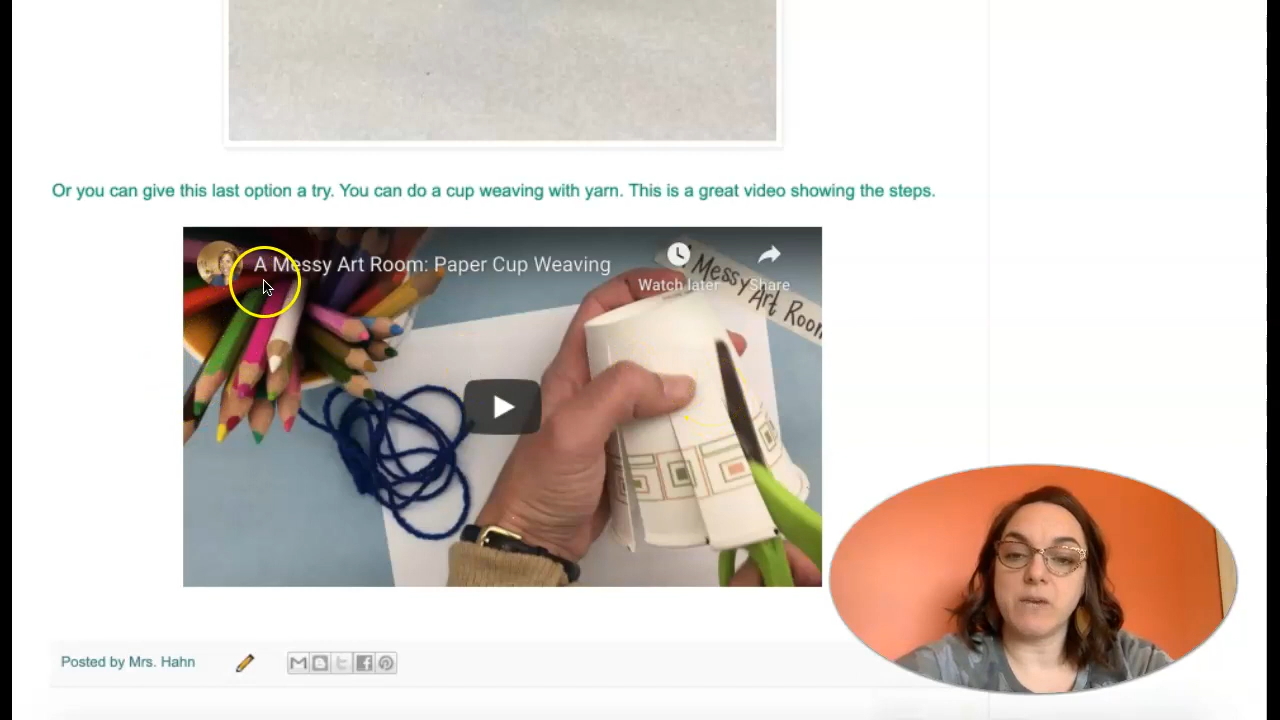 Or you can give this last option a try. You can do a cup weaving with yarn. This is a great video showing the steps.
A Messy Art Room: Paper Cup Weaving
Watch later
Share
Messy Art Room
Posted by Mrs. Hahn